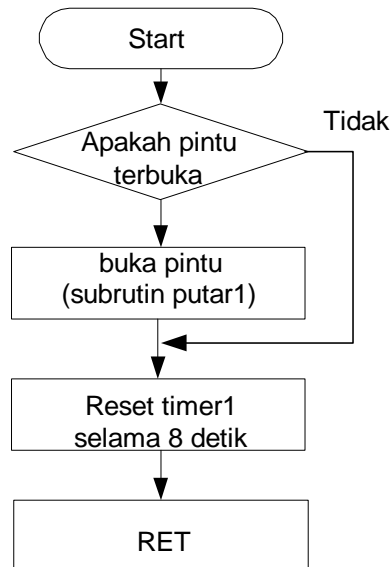 Start
Apakah pintu
terbuka
Tidak
buka pintu
(subrutin putar1)
Reset timer1
selama 8 detik
RET